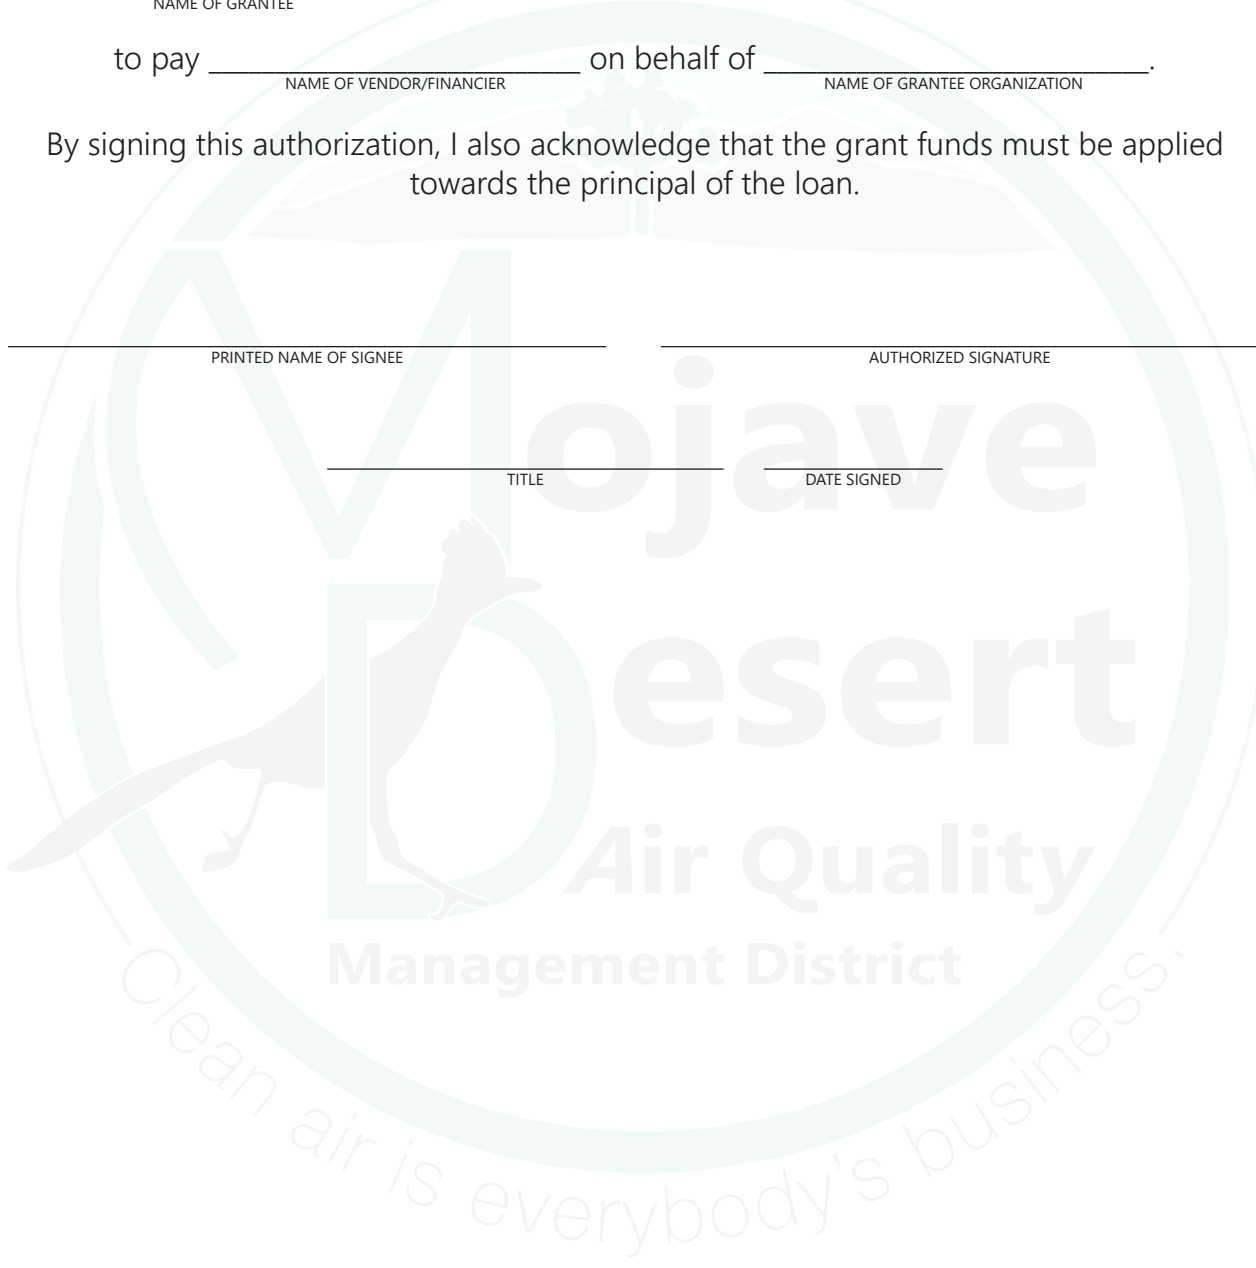 NAME OF GRANTEE
to pay ____________________________ on behalf of _____________________________.
NAME OF VENDOR/FINANCIER NAME OF GRANTEE ORGANIZATION
By signing this authorization, I also acknowledge that the grant funds must be applied
towards the principal of the loan.
PRINTED NAME OF SIGNEE AUTHORIZED SIGNATURE
TITLE DATE SIGNED
Mojave
Desert
Air Quality
Management District
Clean air is everybody's business.